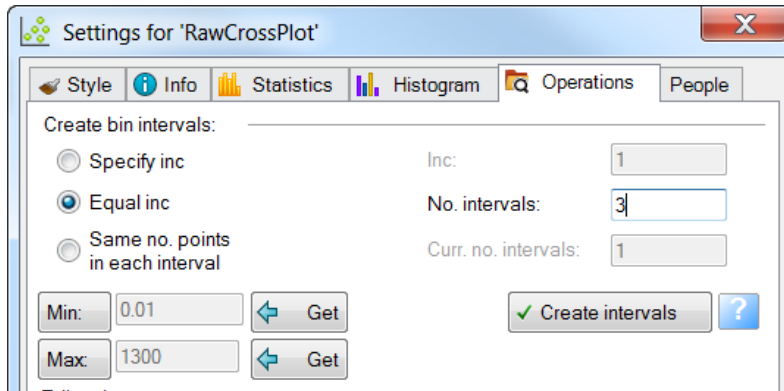 Settings for 'RawCrossPlot'
Style Info Statistics Histogram Operations People
Create bin intervals:
Specify inc Inc: 1
Equal inc No. intervals: 3
Same no. points
in each interval Curr. no. intervals: 1
Min: 0.01 Get Create intervals ?
Max: 1300 Get